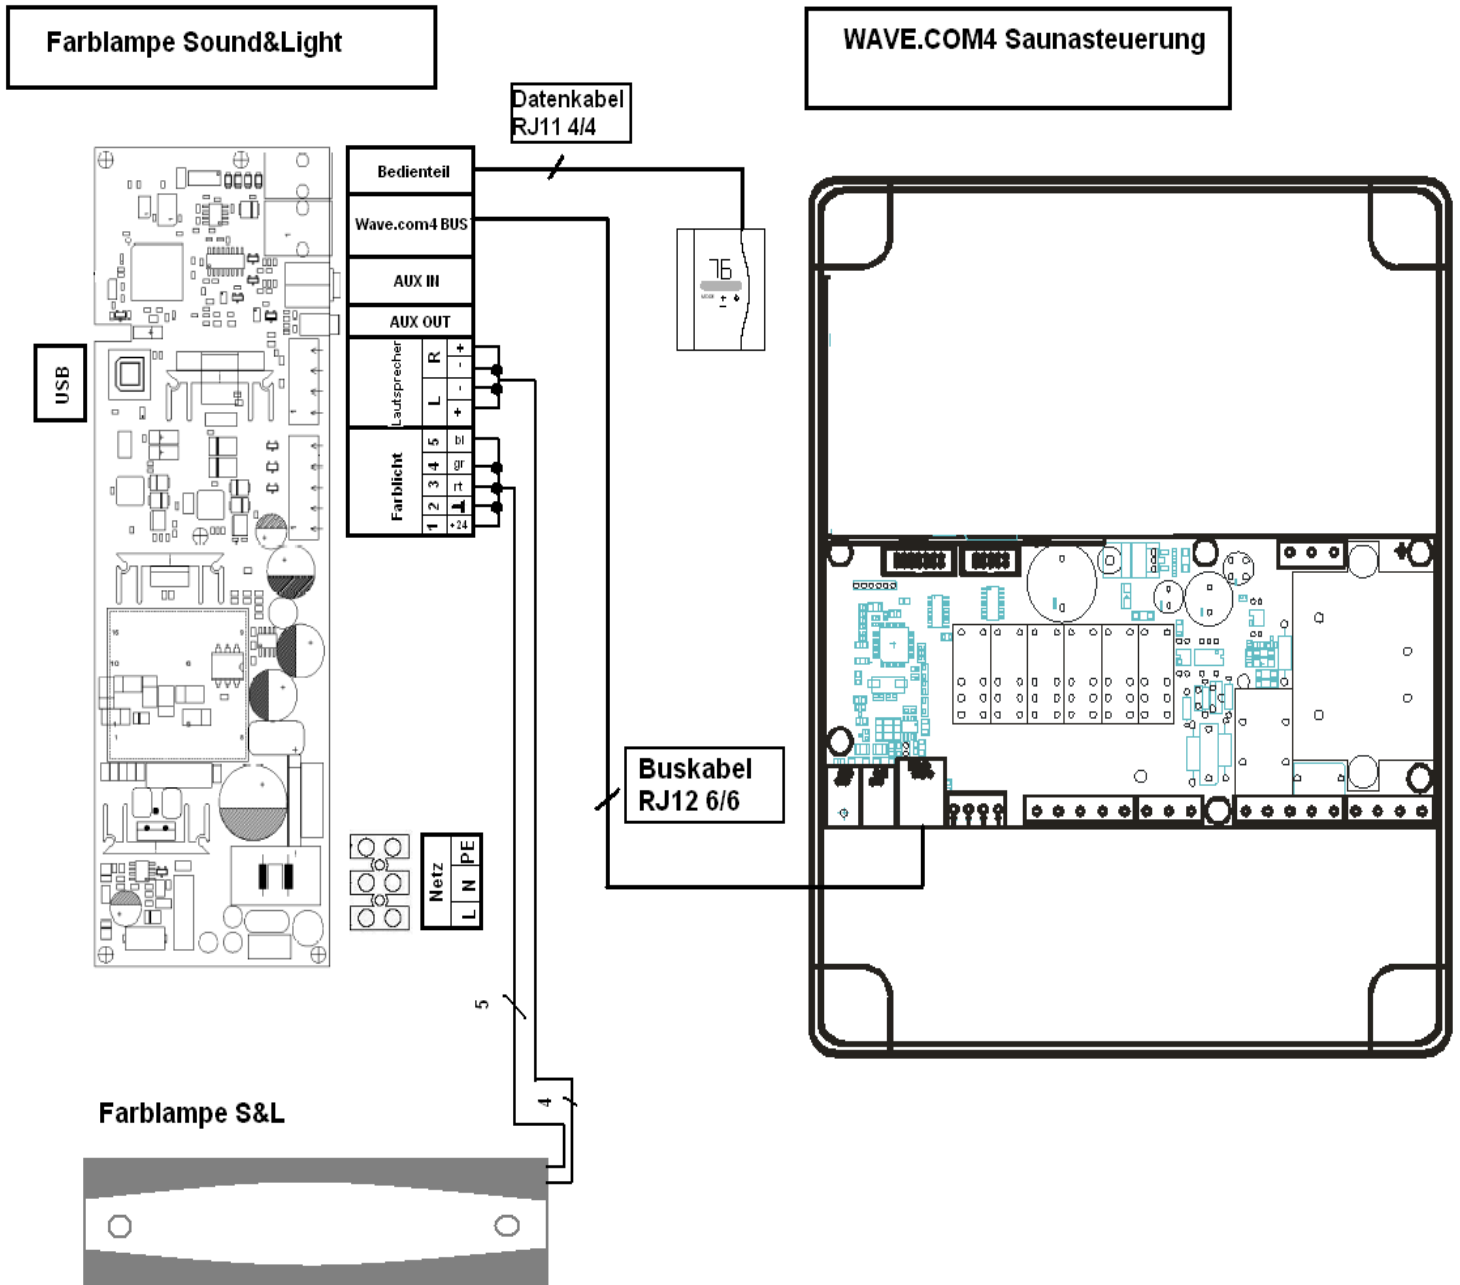 Farblampe Sound&Light
WAVE.COM4 Saunasteuerung
Datenkabel
RJ11 4/4
Bedienteil
Wave.com4 BUS
AUX IN
AUX OUT
Lautsprecher
R
L
+
-
-
+
Farblicht
5 bl
4 gr
3 rt
2
1 +24
USB
76
Buskabel
RJ12 6/6
Netz
PE
N
L
5
4
Farblampe S&L